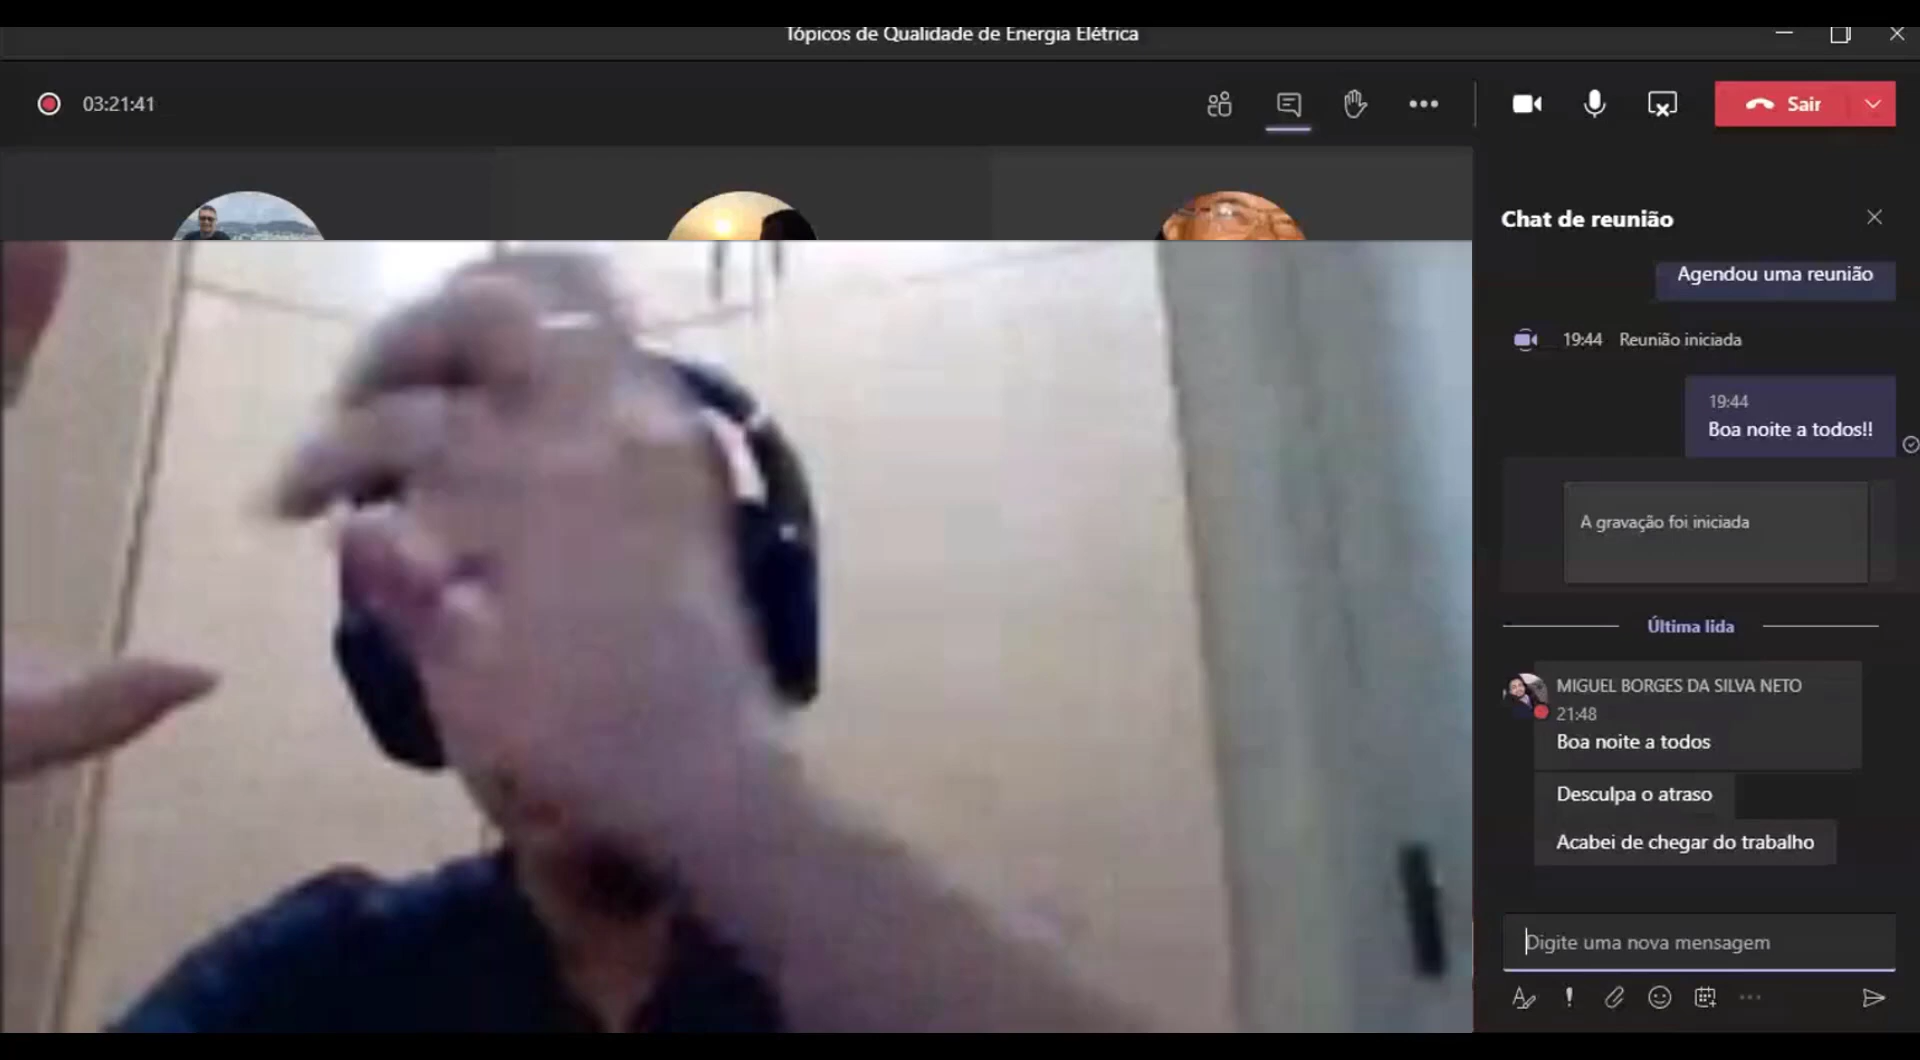 Tópicos de Qualidade de Energia Elétrica
03:21:41
Sair
Chat de reunião
Agendou uma reunião
19:44 Reunião iniciada
19:44
Boa noite a todos!!
A gravação foi iniciada
Última lida
MIGUEL BORGES DA SILVA NETO
21:48
Boa noite a todos
Desculpa o atraso
Acabei de chegar do trabalho
Digite uma nova mensagem